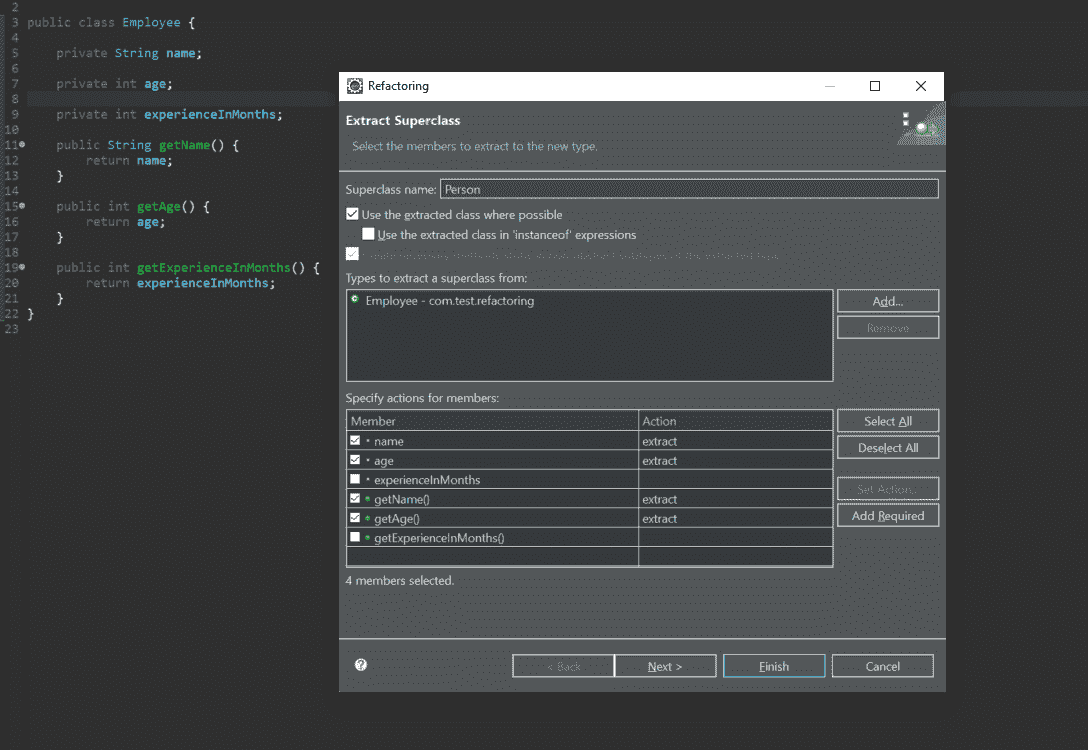 2
3 public class Employee {
4
5 private String name;
6
7 private int age;
8
9 private int experienceInMonths;
10
11 public String getName() {
12 return name;
13 }
14
15 public int getAge() {
16 return age;
17 }
18
19 public int getExperienceInMonths() {
20 return experienceInMonths;
21 }
22 }
23
Refactoring
Extract Superclass
Select the members to extract to the new type.
Superclass name: Person
Use the extracted class where possible
Use the extracted class in 'instanceof' expressions
Types to extract a superclass from:
Employee - com.test.refactoring
Add...
Remove
Specify actions for members:
Member Action
name extract
age extract
experienceInMonths
getName() extract
getAge() extract
getExperienceInMonths()
Select All
Deselect All
Set Action...
Add Required
4 members selected.
< Back Next > Finish Cancel